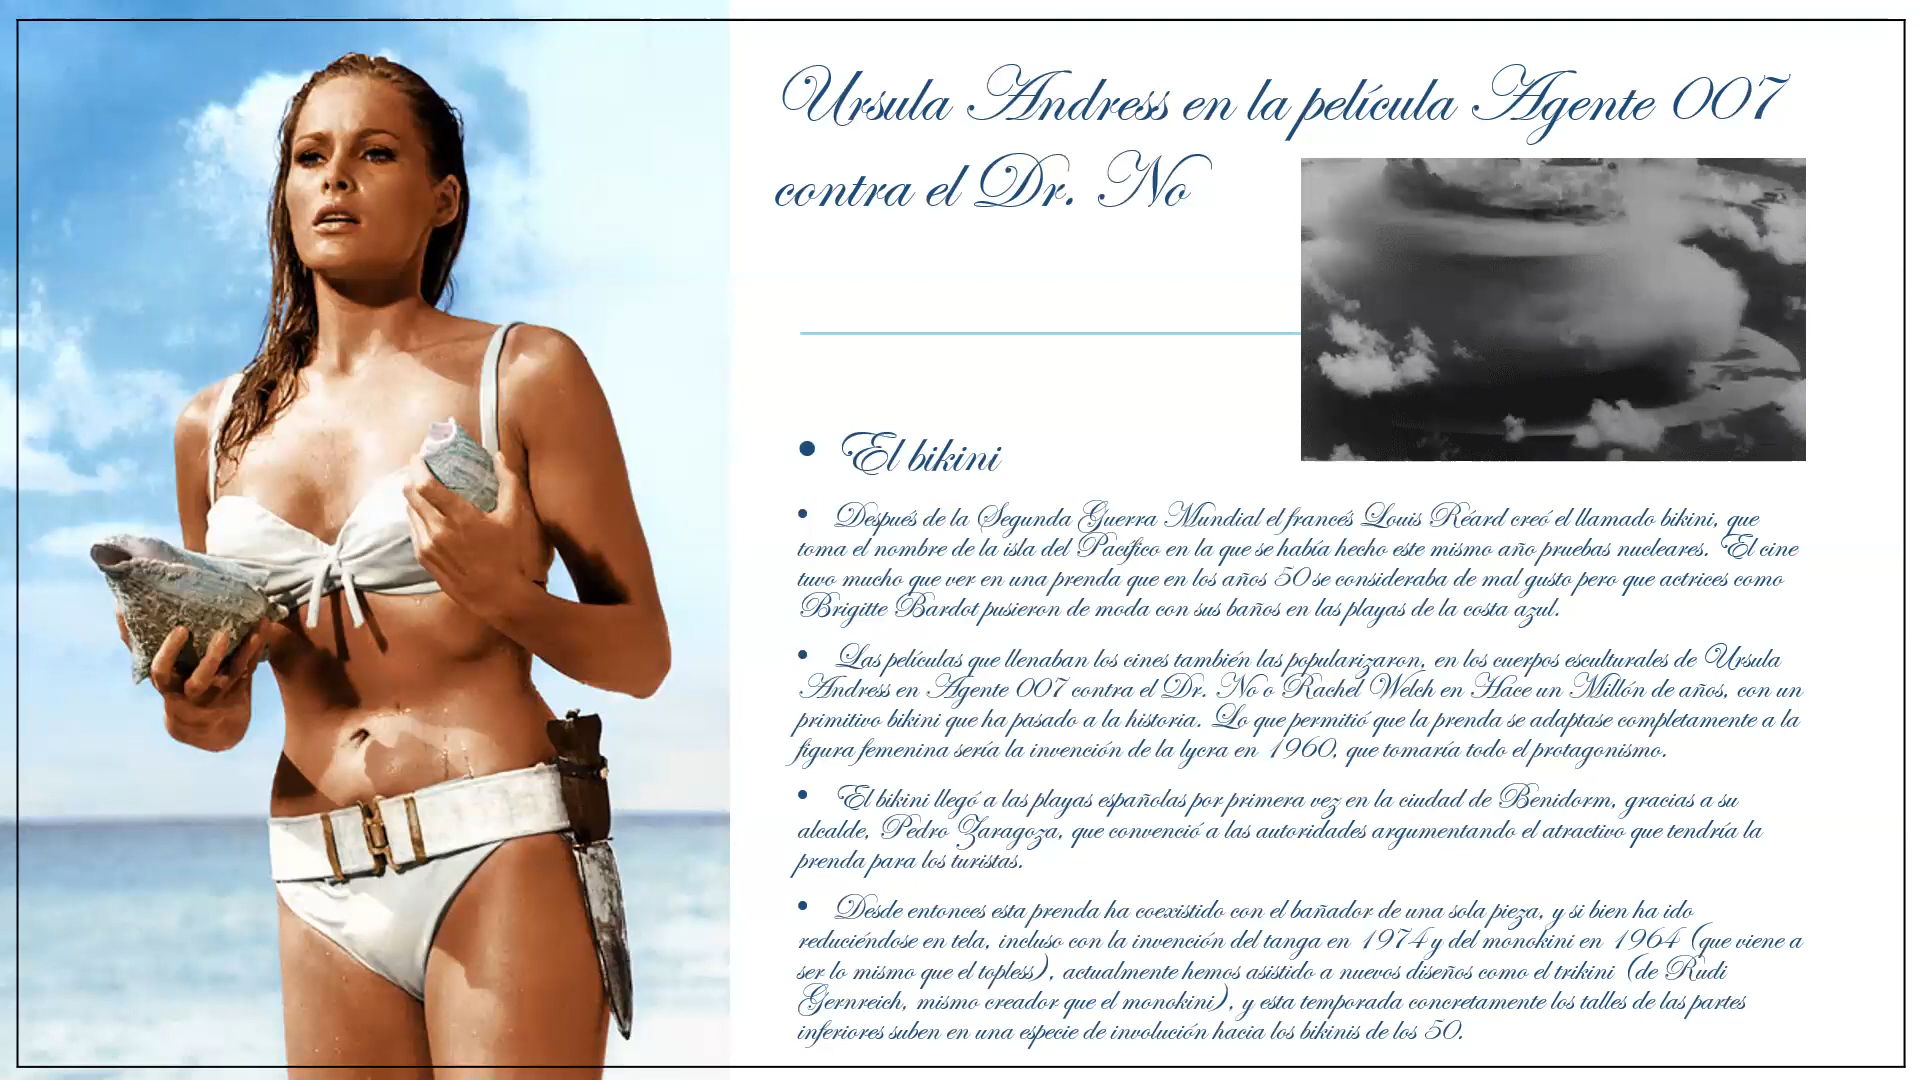 Ursula Andress en la película Agente 007
contra el Dr. No
• El bikini
• Después de la Segunda Guerra Mundial el francés Louis Réard creó el llamado bikini, que
toma el nombre de la isla del Pacífico en la que se había hecho este mismo año pruebas nucleares. El cine
tuvo mucho que ver en una prenda que en los años 50 se consideraba de mal gusto pero que actrices como
Brigitte Bardot pusieron de moda con sus baños en las playas de la costa azul.
• Las películas que llenaban los cines también las popularizaron, en los cuerpos esculturales de Ursula
Andress en Agente 007 contra el Dr. No o Rachel Welch en Hace un Millón de años, con un
primitivo bikini que ha pasado a la historia. Lo que permitió que la prenda se adaptase completamente a la
figura femenina sería la invención de la lycra en 1960, que tomaría todo el protagonismo.
• El bikini llegó a las playas españolas por primera vez en la ciudad de Benidorm, gracias a su
alcalde, Pedro Zaragoza, que convenció a las autoridades argumentando el atractivo que tendría la
prenda para los turistas.
• Desde entonces esta prenda ha coexistido con el bañador de una sola pieza, y si bien ha ido
reduciéndose en tela, incluso con la invención del tanga en 1974 y del monokini en 1964 (que viene a
ser lo mismo que el topless), actualmente hemos asistido a nuevos diseños como el trikini (de Rudi
Gernreich, mismo creador que el monokini), y esta temporada concretamente los talles de las partes
inferiores suben en una especie de involución hacia los bikinis de los 50.